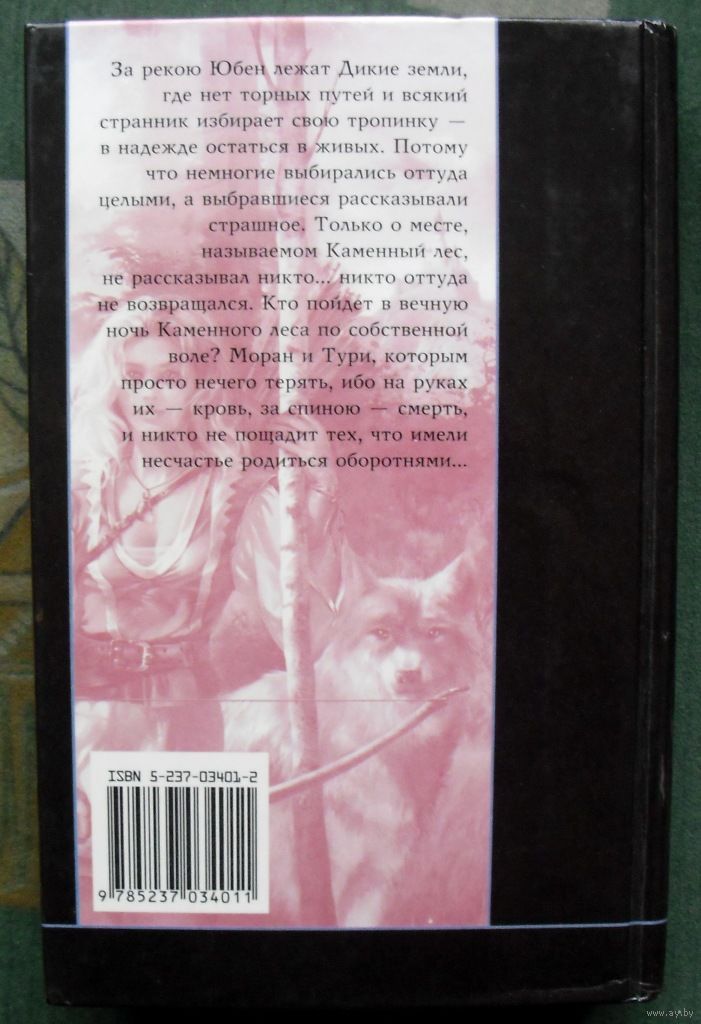 За рекою Юбен лежат Дикие земли,
где нет торных путей и всякий
странник избирает свою тропинку —
в надежде остаться в живых. Потому
что немногие выбирались оттуда
целыми, а выбравшиеся рассказывали
страшное. Только о месте,
называемом Каменный лес,
не рассказывал никто... никто оттуда
не возвращался. Кто пойдет в вечную
ночь Каменного леса по собственной
воле? Моран и Тури, которым
просто нечего терять, ибо на руках
их — кровь, за спиною — смерть,
и никто не пощадит тех, что имели
несчастье родиться оборотнями...
ISBN 5-237-03401-2
9 785237 034011
www.ay.by